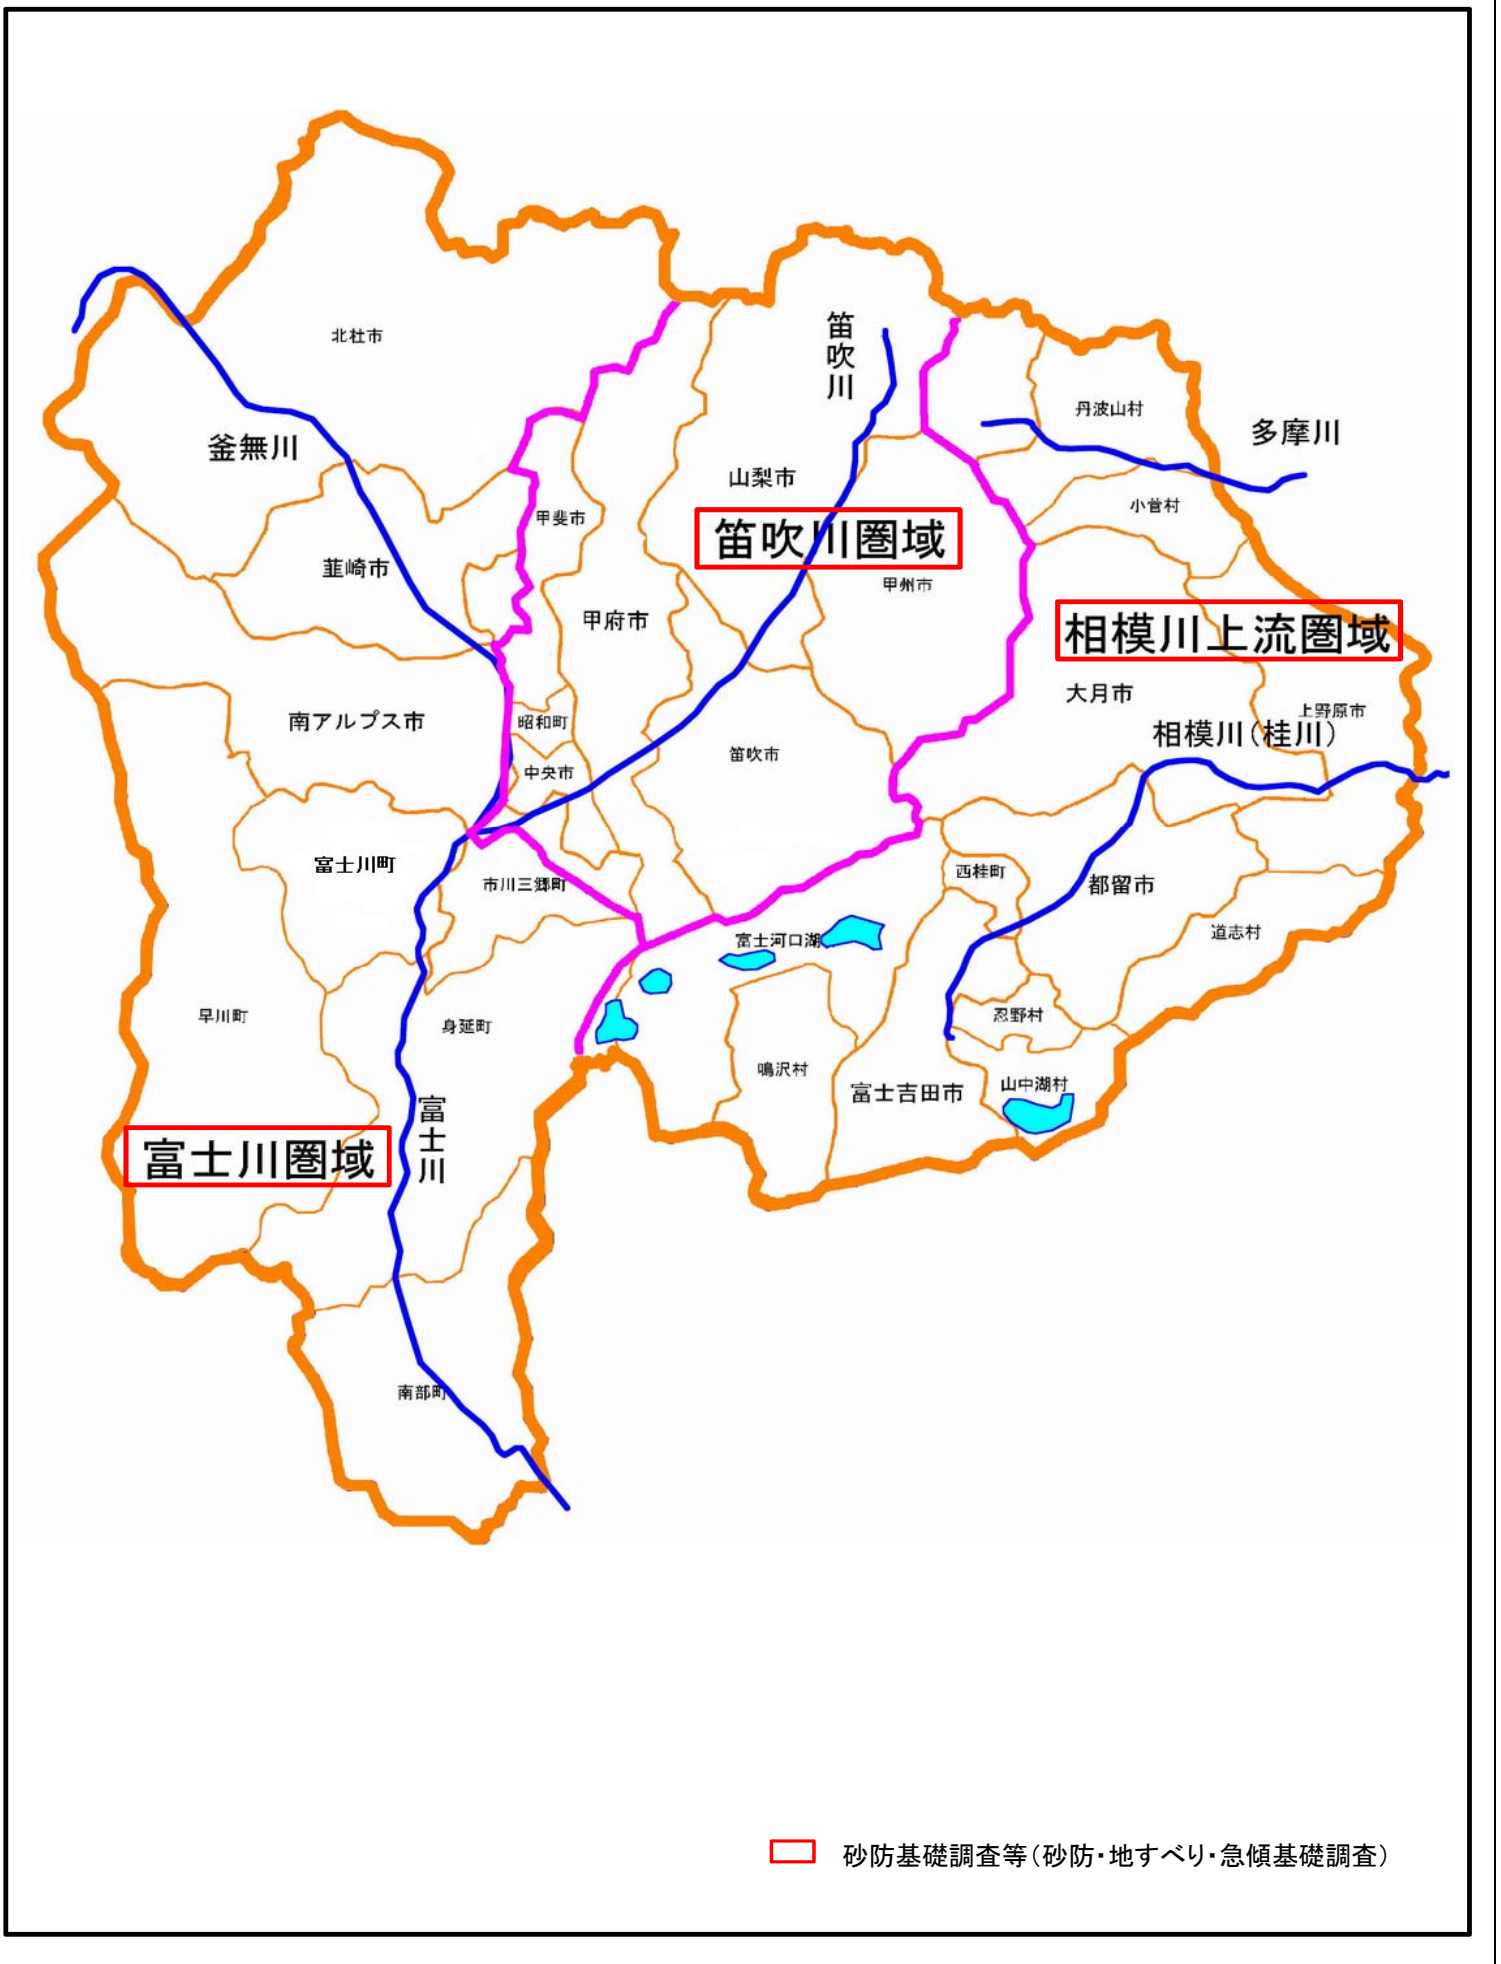 笛吹川
北杜市
丹波山村
多摩川
釜無川
山梨市
小菅村
甲斐市
笛吹川圏域
韮崎市
甲州市
甲府市
相模川上流圏域
大月市
上野原市
南アルプス市
昭和町
相模川(桂川)
笛吹市
中央市
富士川町
西桂町
市川三郷町
都留市
道志村
富士河口湖
早川町
身延町
忍野村
鳴沢村
山中湖村
富士吉田市
富士川
富士川圏域
南部町
砂防基礎調査等(砂防・地すべり・急傾基礎調査)